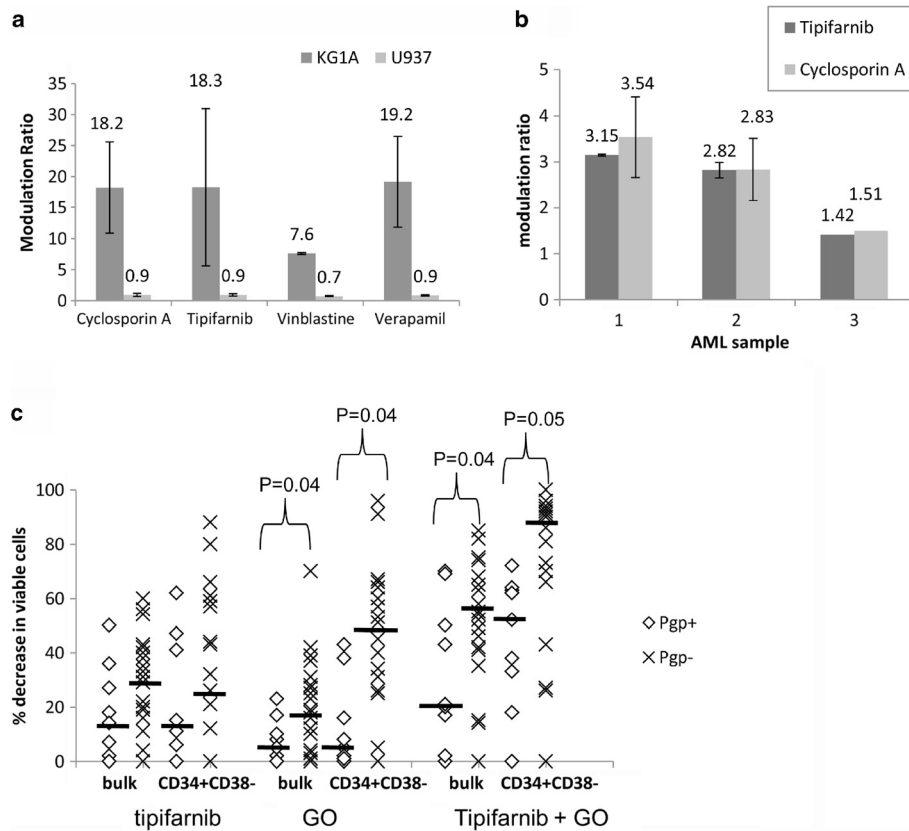 a
KG1A U937
Modulation Ratio
35
30
25
20
15
10
5
0
18.2
0.9
18.3
0.9
7.6
0.7
19.2
0.9
Cyclosporin A Tipifarnib Vinblastine Verapamil
b
Tipifarnib
Cyclosporin A
modulation ratio
5
4
3
2
1
0
3.15
3.54
2.82
2.83
1.42
1.51
1 2 3
AML sample
c
P=0.04
P=0.04
P=0.04
P=0.05
% decrease in viable cells
100
80
60
40
20
0
Pgp+
Pgp-
bulk CD34+CD38- bulk CD34+CD38- bulk CD34+CD38-
tipifarnib GO Tipifarnib + GO